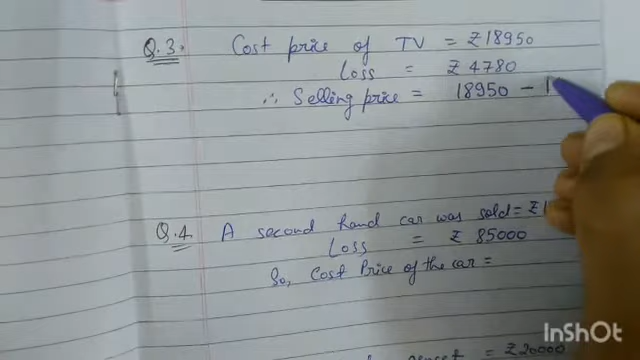 Q.3. Cost price of TV = ₹18950
Loss = ₹4780
∴ Selling price = 18950 -
Q.4 A second hand car was sold = ₹1
Loss = ₹ 85000
So, Cost Price of the car =
= ₹20000
InShOt